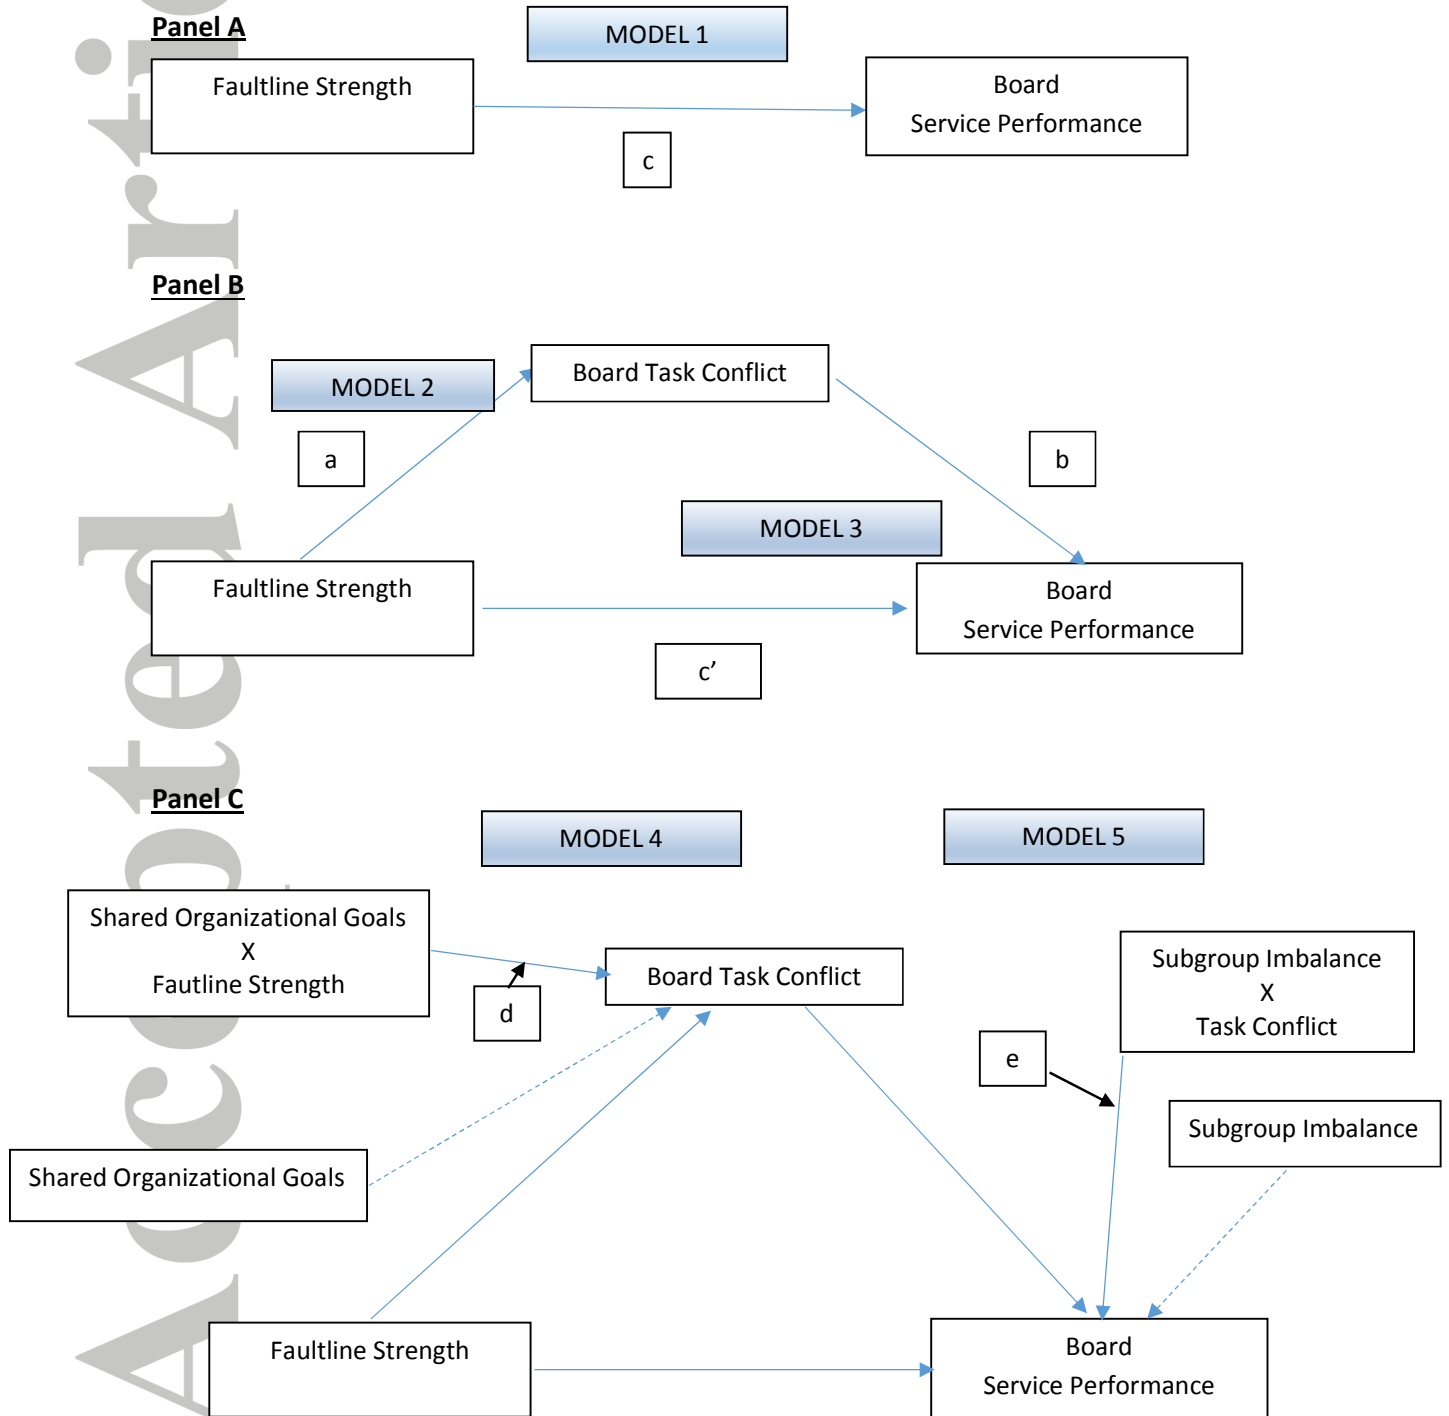 Panel A
MODEL 1
Faultline Strength
Board
Service Performance
c
Panel B
MODEL 2
Board Task Conflict
a
b
MODEL 3
Faultline Strength
Board
Service Performance
c’
Panel C
MODEL 4
MODEL 5
Shared Organizational Goals
X
Fautline Strength
d
Board Task Conflict
Subgroup Imbalance
X
Task Conflict
e
Subgroup Imbalance
Shared Organizational Goals
Faultline Strength
Board
Service Performance
Accepted Artic